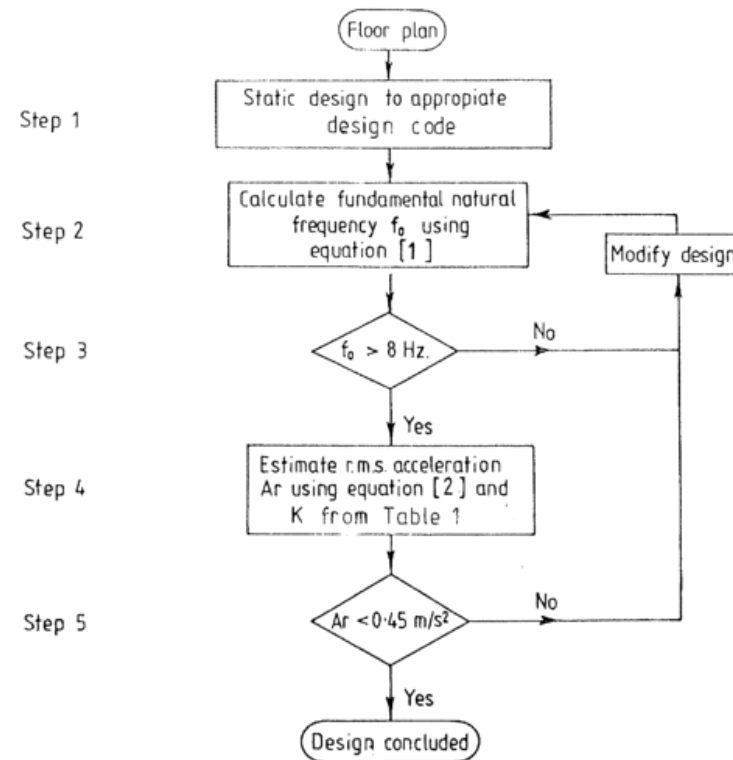 Floor plan
Step 1
Static design to appropiate
design code
Step 2
Calculate fundamental natural
frequency fₒ using
equation [1]
Modify design
Step 3
fₒ > 8 Hz.
No
Yes
Step 4
Estimate r.m.s. acceleration
Ar using equation [2] and
K from Table 1
Step 5
Ar < 0·45 m/s²
No
Yes
Design concluded